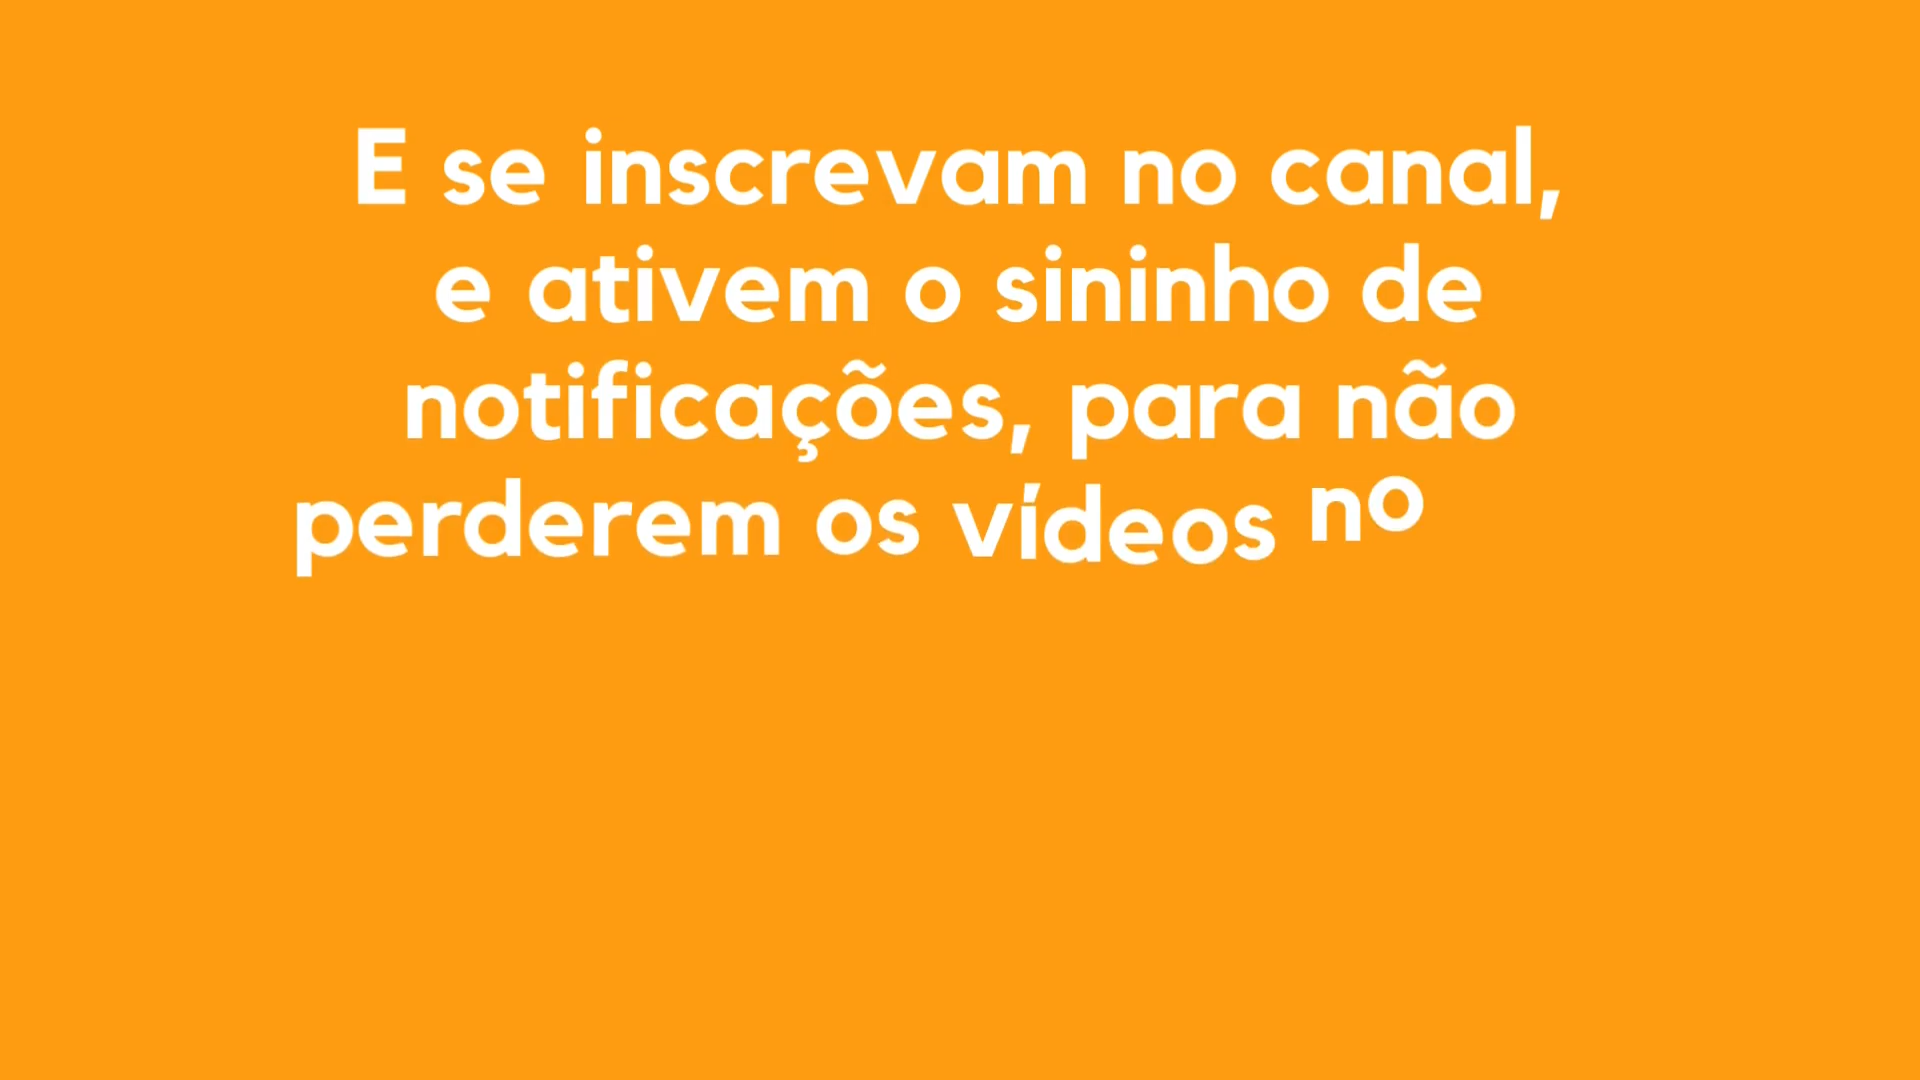 E se inscrevam no canal,
e ativem o sininho de
notificações, para não
perderem os vídeos no